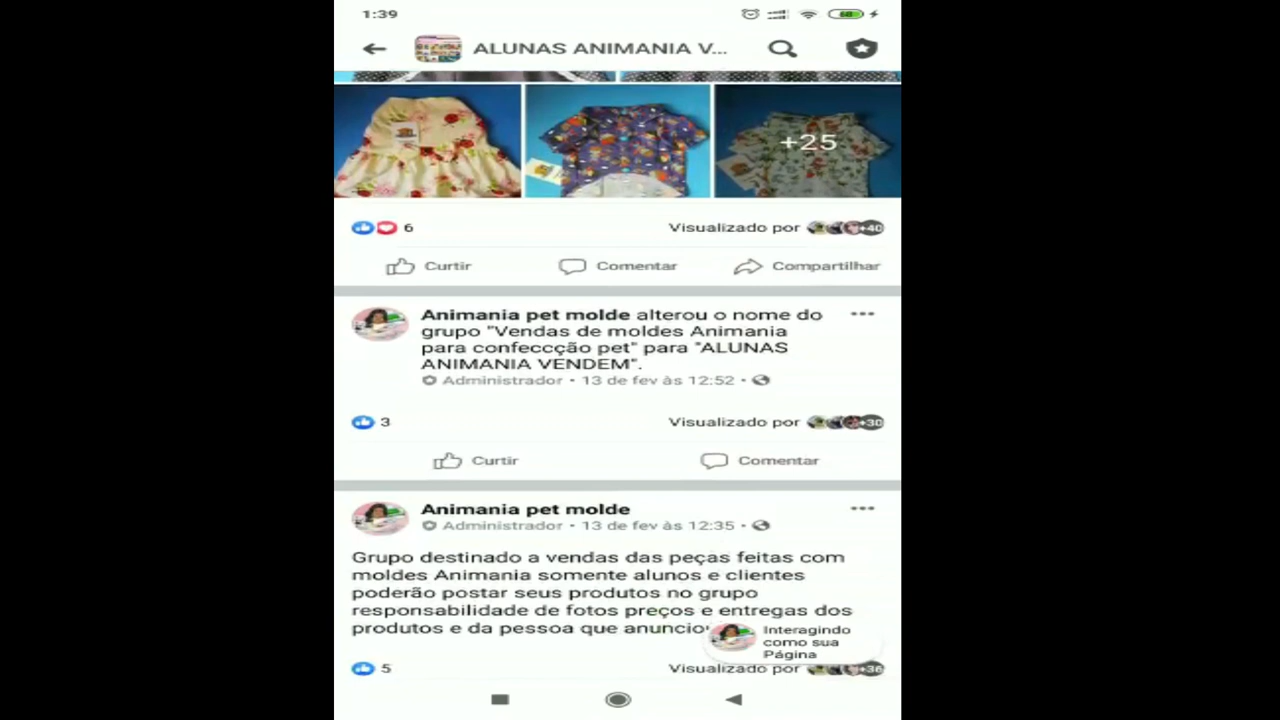 1:39
68
ALUNAS ANIMANIA V...
+25
6
Visualizado por
+40
Curtir
Comentar
Compartilhar
Animania pet molde alterou o nome do
grupo "Vendas de moldes Animania
para confeccção pet" para "ALUNAS
ANIMANIA VENDEM".
Administrador • 13 de fev às 12:52 •
3
Visualizado por
+30
Curtir
Comentar
Animania pet molde
Administrador • 13 de fev às 12:35 •
Grupo destinado a vendas das peças feitas com
moldes Animania somente alunos e clientes
poderão postar seus produtos no grupo
responsabilidade de fotos preços e entregas dos
produtos e da pessoa que anuncio
Interagindo
como sua
Página
5
Visualizado por
+36